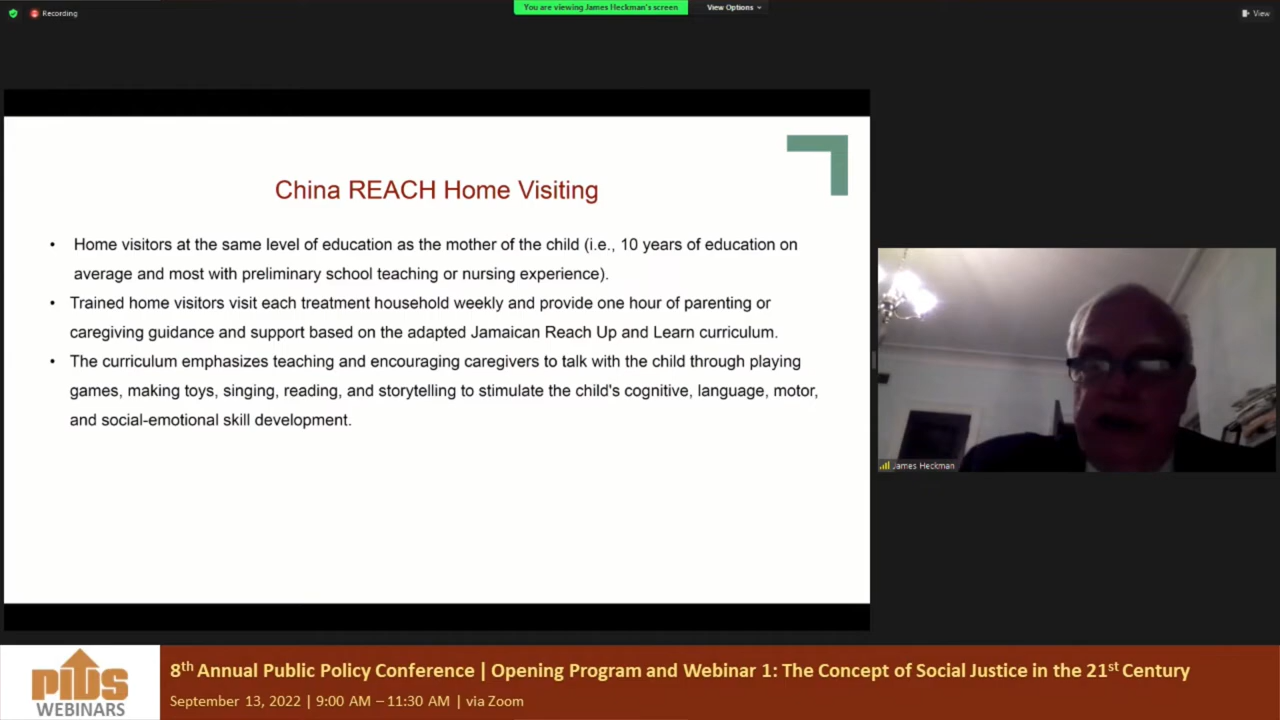 Recording
You are viewing James Heckman's screen
View Options
View
China REACH Home Visiting
• Home visitors at the same level of education as the mother of the child (i.e., 10 years of education on
average and most with preliminary school teaching or nursing experience).
• Trained home visitors visit each treatment household weekly and provide one hour of parenting or
caregiving guidance and support based on the adapted Jamaican Reach Up and Learn curriculum.
• The curriculum emphasizes teaching and encouraging caregivers to talk with the child through playing
games, making toys, singing, reading, and storytelling to stimulate the child's cognitive, language, motor,
and social-emotional skill development.
James Heckman
pids
WEBINARS
8th Annual Public Policy Conference | Opening Program and Webinar 1: The Concept of Social Justice in the 21st Century
September 13, 2022 | 9:00 AM – 11:30 AM | via Zoom